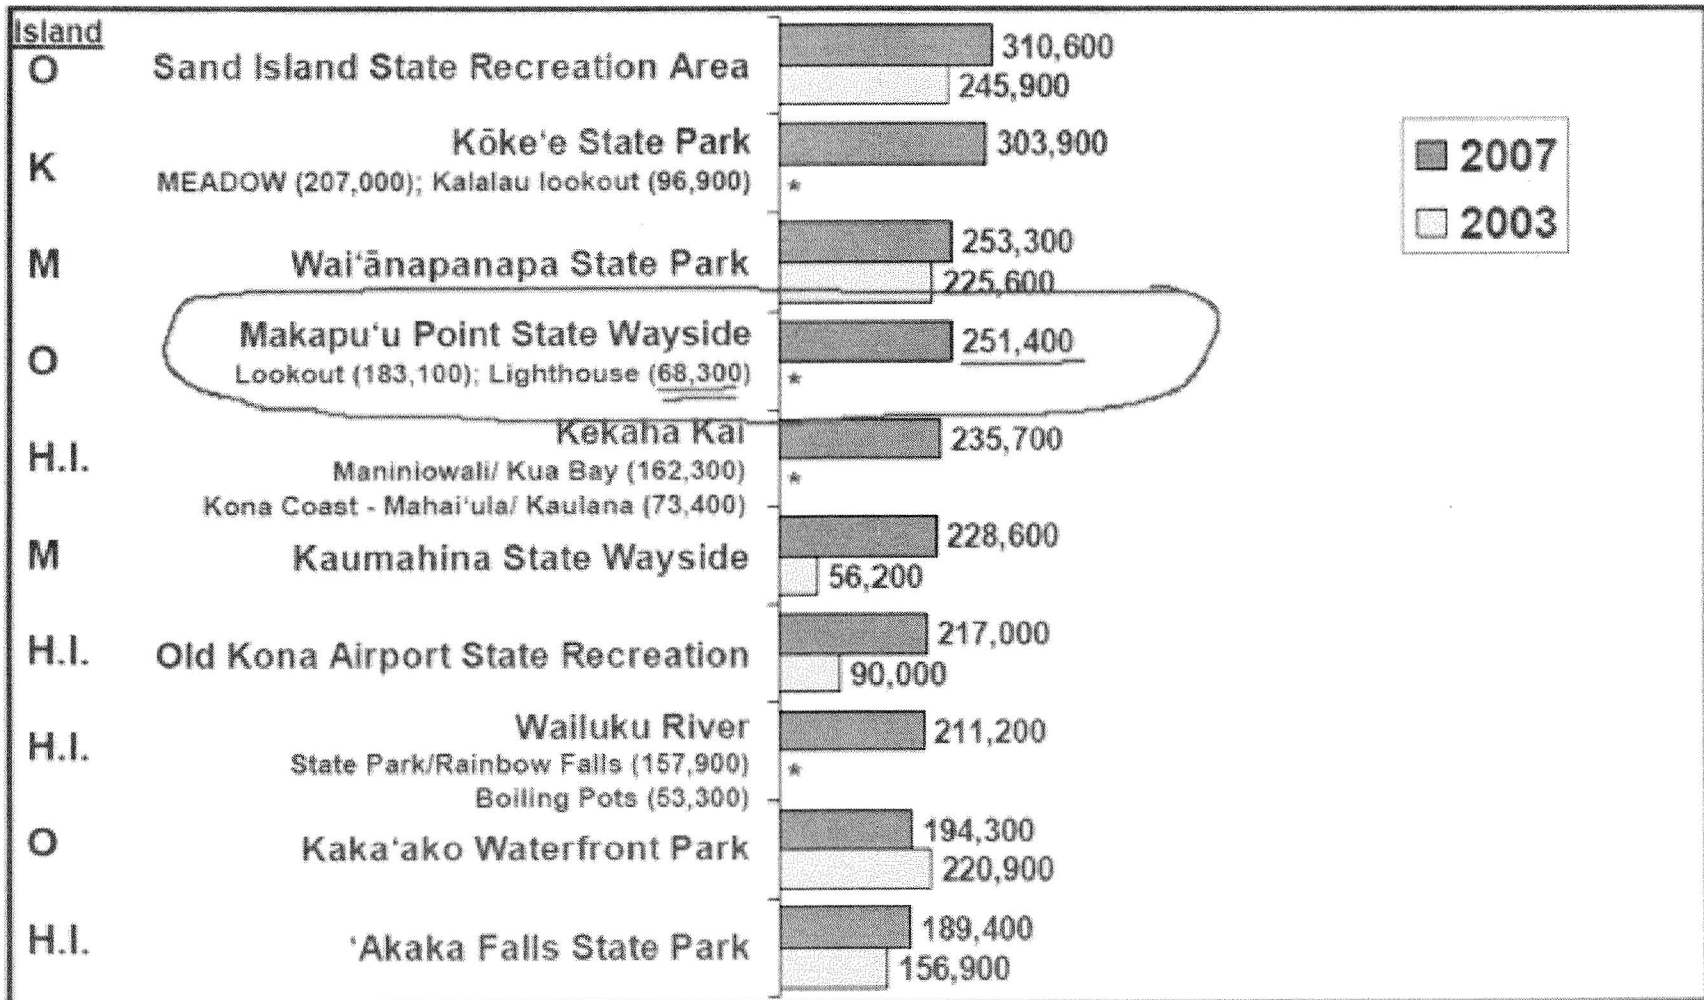 Island
O Sand Island State Recreation Area 310,600
245,900
K Kōke‘e State Park 303,900
MEADOW (207,000); Kalalau lookout (96,900) *
M Wai‘ānapanapa State Park 253,300
225,600
O Makapu‘u Point State Wayside 251,400
Lookout (183,100); Lighthouse (68,300) *
H.I. Kekaha Kai 235,700
Maniniowali/ Kua Bay (162,300) *
Kona Coast - Mahai‘ula/ Kaulana (73,400)
M Kaumahina State Wayside 228,600
56,200
H.I. Old Kona Airport State Recreation 217,000
90,000
H.I. Wailuku River 211,200
State Park/Rainbow Falls (157,900) *
Boiling Pots (53,300)
O Kaka‘ako Waterfront Park 194,300
220,900
H.I. ‘Akaka Falls State Park 189,400
156,900
2007
2003